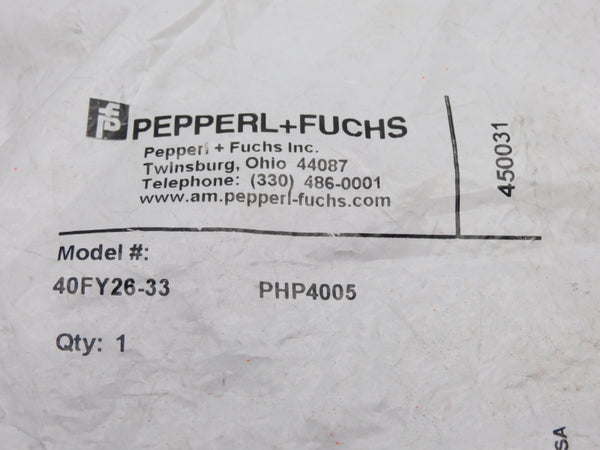 PEPPERL+FUCHS
Pepperl + Fuchs Inc.
Twinsburg, Ohio 44087
Telephone: (330) 486-0001
www.am.pepperl-fuchs.com
450031
Model #:
40FY26-33 PHP4005
Qty: 1
SA